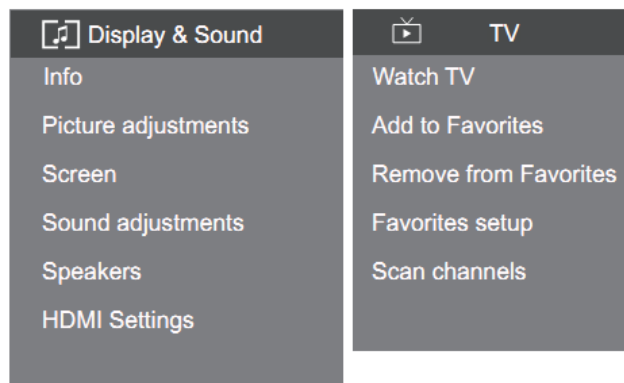 Display & Sound
Info
Picture adjustments
Screen
Sound adjustments
Speakers
HDMI Settings
TV
Watch TV
Add to Favorites
Remove from Favorites
Favorites setup
Scan channels